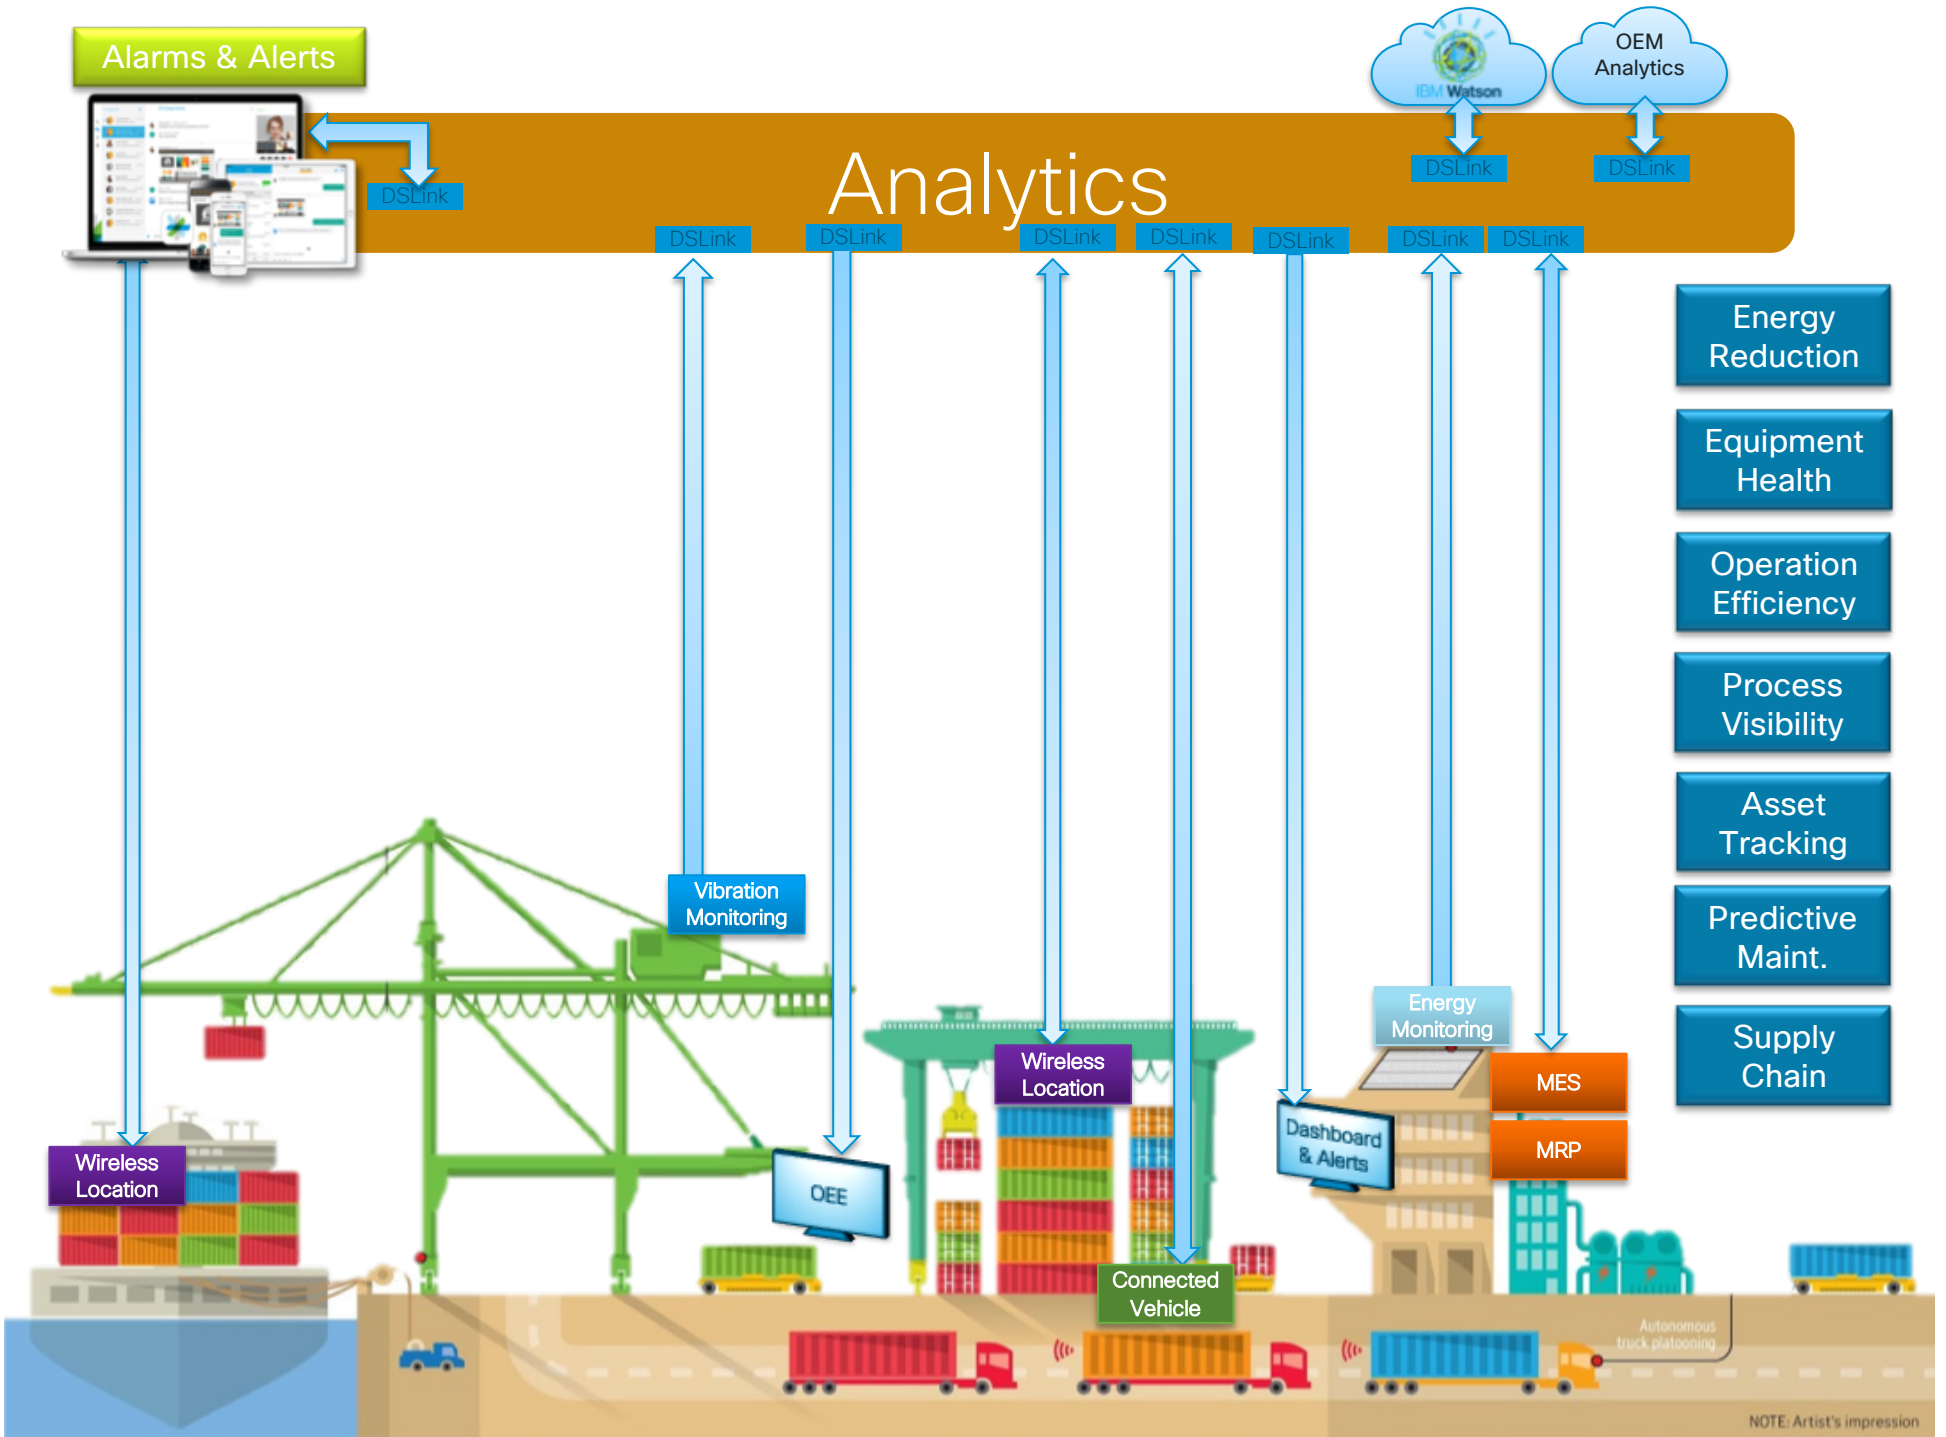 Alarms & Alerts
IBM Watson
OEM
Analytics
Analytics
DSLink
DSLink
DSLink
DSLink
DSLink
DSLink
DSLink
DSLink
DSLink
DSLink
Energy
Reduction
Equipment
Health
Operation
Efficiency
Process
Visibility
Asset
Tracking
Predictive
Maint.
Supply
Chain
Vibration
Monitoring
Energy
Monitoring
Wireless
Location
MES
MRP
Dashboard
& Alerts
Wireless
Location
OEE
Connected
Vehicle
Autonomous
truck platooning
NOTE: Artist's impression